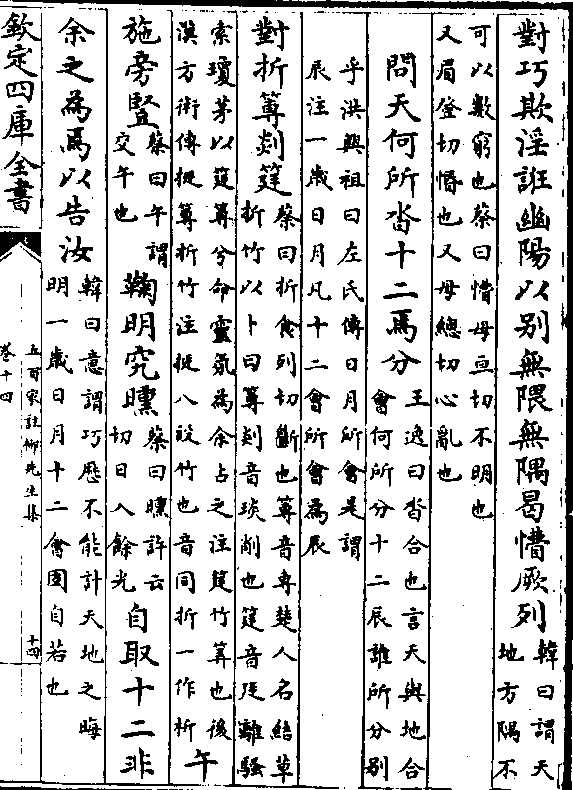 對巧欺淫誑幽陽以别無隈無隅曷懵厥列韓曰謂天地方隅不
可以數窮也蔡曰懵母亘切不明也
又眉登切惛也又母總切心亂也
問天何所沓十二焉分王逸曰沓合也言天與地合會何所分十二辰誰所分别
乎洪興祖曰左氏傳日月所會是謂
辰注一歳日月凡十二會所會為辰
對折篿剡筳蔡曰折食列切斷也篿音專楚人名結草折竹以卜曰篿剡音琰削也筳音廷離騷
索瓊茅以筳篿兮命靈氛為余占之注筳竹筭也後
漢方術傳挺篿折竹注挺八段竹也音同折一作析
午
施旁豎蔡曰午謂交午也鞠明究曛蔡曰曛許云切日入餘光自取十二非
余之為焉以告汝韓曰意謂巧歴不能計天地之晦明一歳日月十二會固自若也
欽定四庫全書
五百家註柳先生集
卷十四
十四